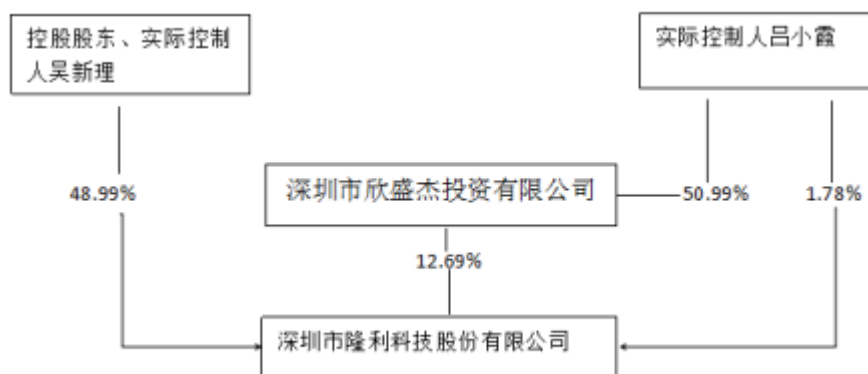 控股股东、实际控制
人吴新理
实际控制人吕小霞
48.99%
深圳市欣盛杰投资有限公司
50.99%
1.78%
12.69%
深圳市隆利科技股份有限公司